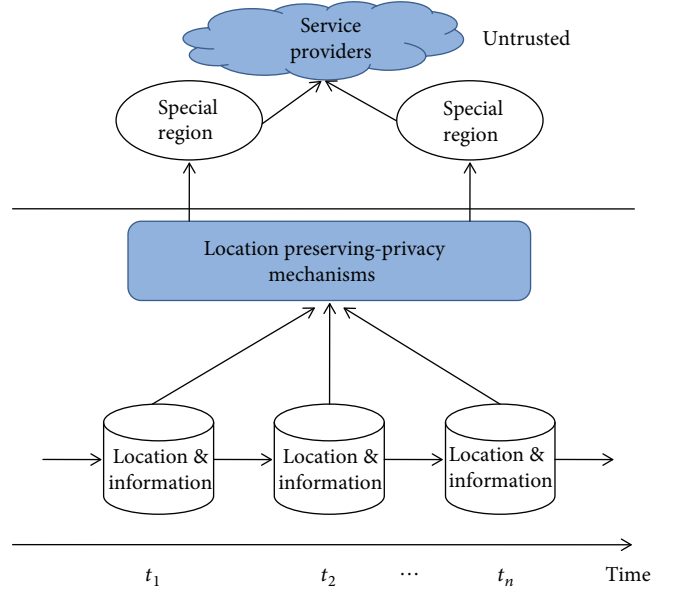 Service
providers
Untrusted
Special
region
Special
region
Location preserving-privacy
mechanisms
Location &
information
Location &
information
Location &
information
t₁
t₂
⋯
tₙ
Time